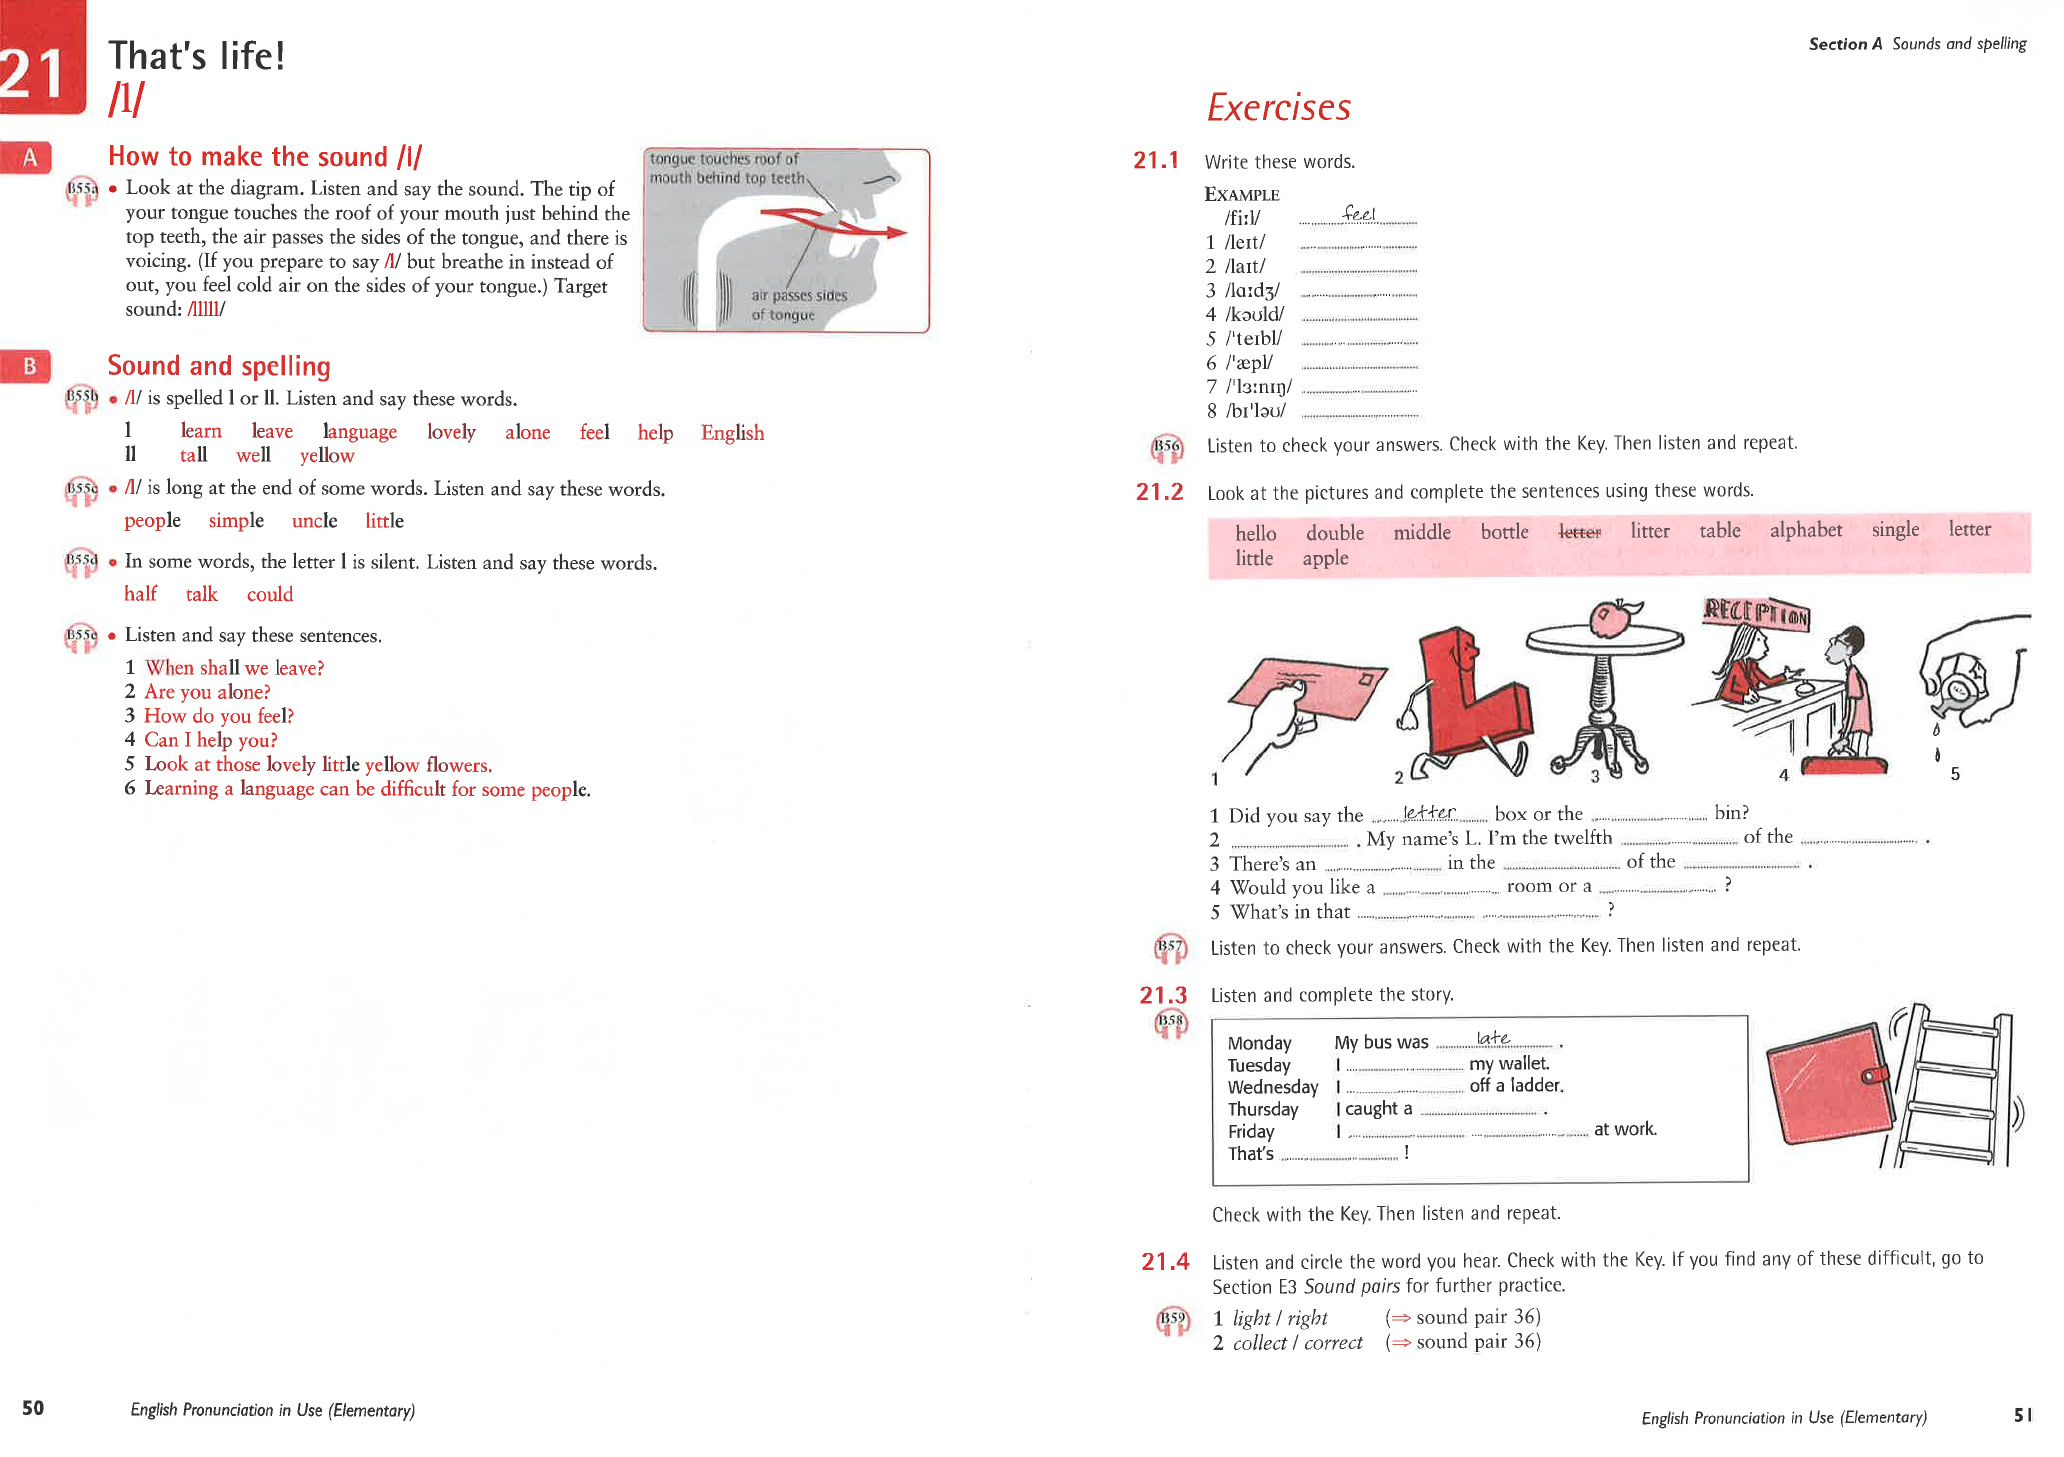 21
That's life!
/l/
A
How to make the sound /l/
B55a
• Look at the diagram. Listen and say the sound. The tip of
your tongue touches the roof of your mouth just behind the
top teeth, the air passes the sides of the tongue, and there is
voicing. (If you prepare to say /l/ but breathe in instead of
out, you feel cold air on the sides of your tongue.) Target
sound: /lllll/
tongue touches roof of
mouth behind top teeth
air passes sides
of tongue
B
Sound and spelling
B55b
• /l/ is spelled l or ll. Listen and say these words.
l learn leave language lovely alone feel help English
ll tall well yellow
B55c
• /l/ is long at the end of some words. Listen and say these words.
people simple uncle little
B55d
• In some words, the letter l is silent. Listen and say these words.
half talk could
B55e
• Listen and say these sentences.
1 When shall we leave?
2 Are you alone?
3 How do you feel?
4 Can I help you?
5 Look at those lovely little yellow flowers.
6 Learning a language can be difficult for some people.
50 English Pronunciation in Use (Elementary)
Section A Sounds and spelling
Exercises
21.1 Write these words.
EXAMPLE
/fiːl/ feel
1 /leɪt/
2 /laɪt/
3 /lɑːdʒ/
4 /kəʊld/
5 /ˈteɪbl/
6 /ˈæpl/
7 /ˈlɜːnɪŋ/
8 /bɪˈləʊ/
B56
Listen to check your answers. Check with the Key. Then listen and repeat.
21.2 Look at the pictures and complete the sentences using these words.
hello double middle bottle letter litter table alphabet single letter
little apple
RECEPTION
1 2 3 4 5
1 Did you say the letter box or the bin?
2 . My name's L. I'm the twelfth of the .
3 There's an in the of the .
4 Would you like a room or a ?
5 What's in that ?
B57
Listen to check your answers. Check with the Key. Then listen and repeat.
21.3 Listen and complete the story.
B58
Monday My bus was late .
Tuesday I my wallet.
Wednesday I off a ladder.
Thursday I caught a .
Friday I at work.
That's !
Check with the Key. Then listen and repeat.
21.4 Listen and circle the word you hear. Check with the Key. If you find any of these difficult, go to
Section E3 Sound pairs for further practice.
B59
1 light / right (⇒ sound pair 36)
2 collect / correct (⇒ sound pair 36)
English Pronunciation in Use (Elementary) 51